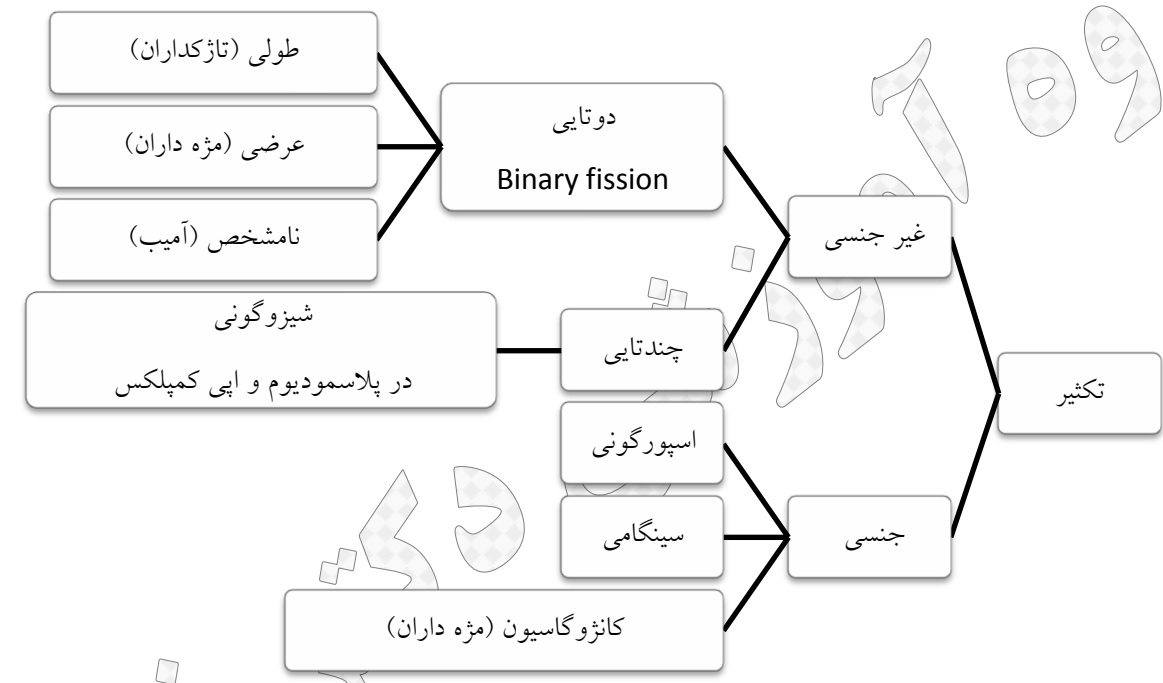 تکثیر
غیر جنسی
دوتایی
Binary fission
طولی (تاژکداران)
عرضی (مژه داران)
نامشخص (آمیب)
چندتایی
شیزوگونی
در پلاسمودیوم و اپی کمپلکس
جنسی
اسپورگونی
سینگامی
کانژوگاسیون (مژه داران)